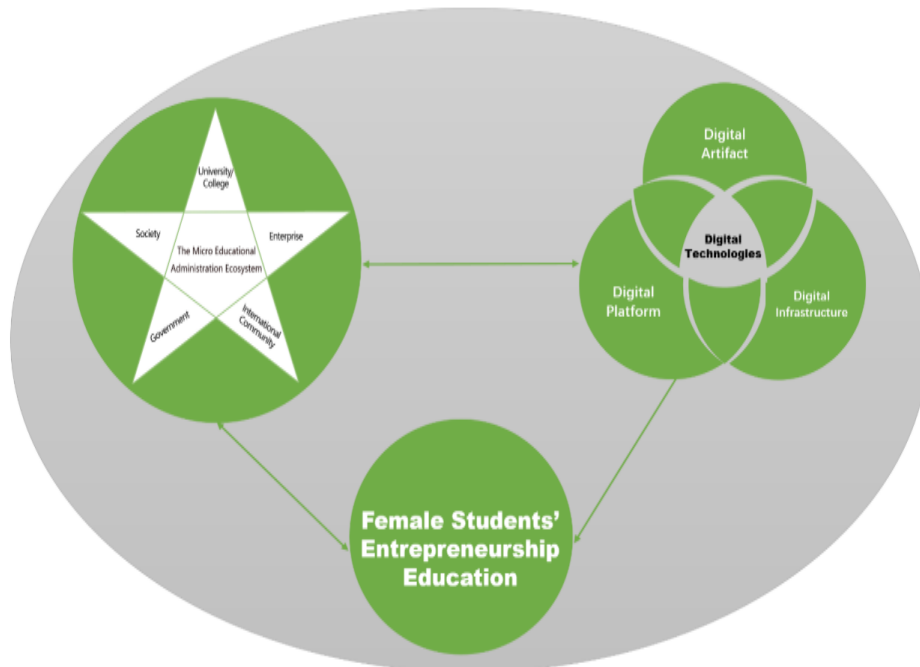 University/
College
Society
Enterprise
The Micro Educational
Administration Ecosystem
Government
International
Community
Digital
Artifact
Digital
Technologies
Digital
Platform
Digital
Infrastructure
Female Students’
Entrepreneurship
Education